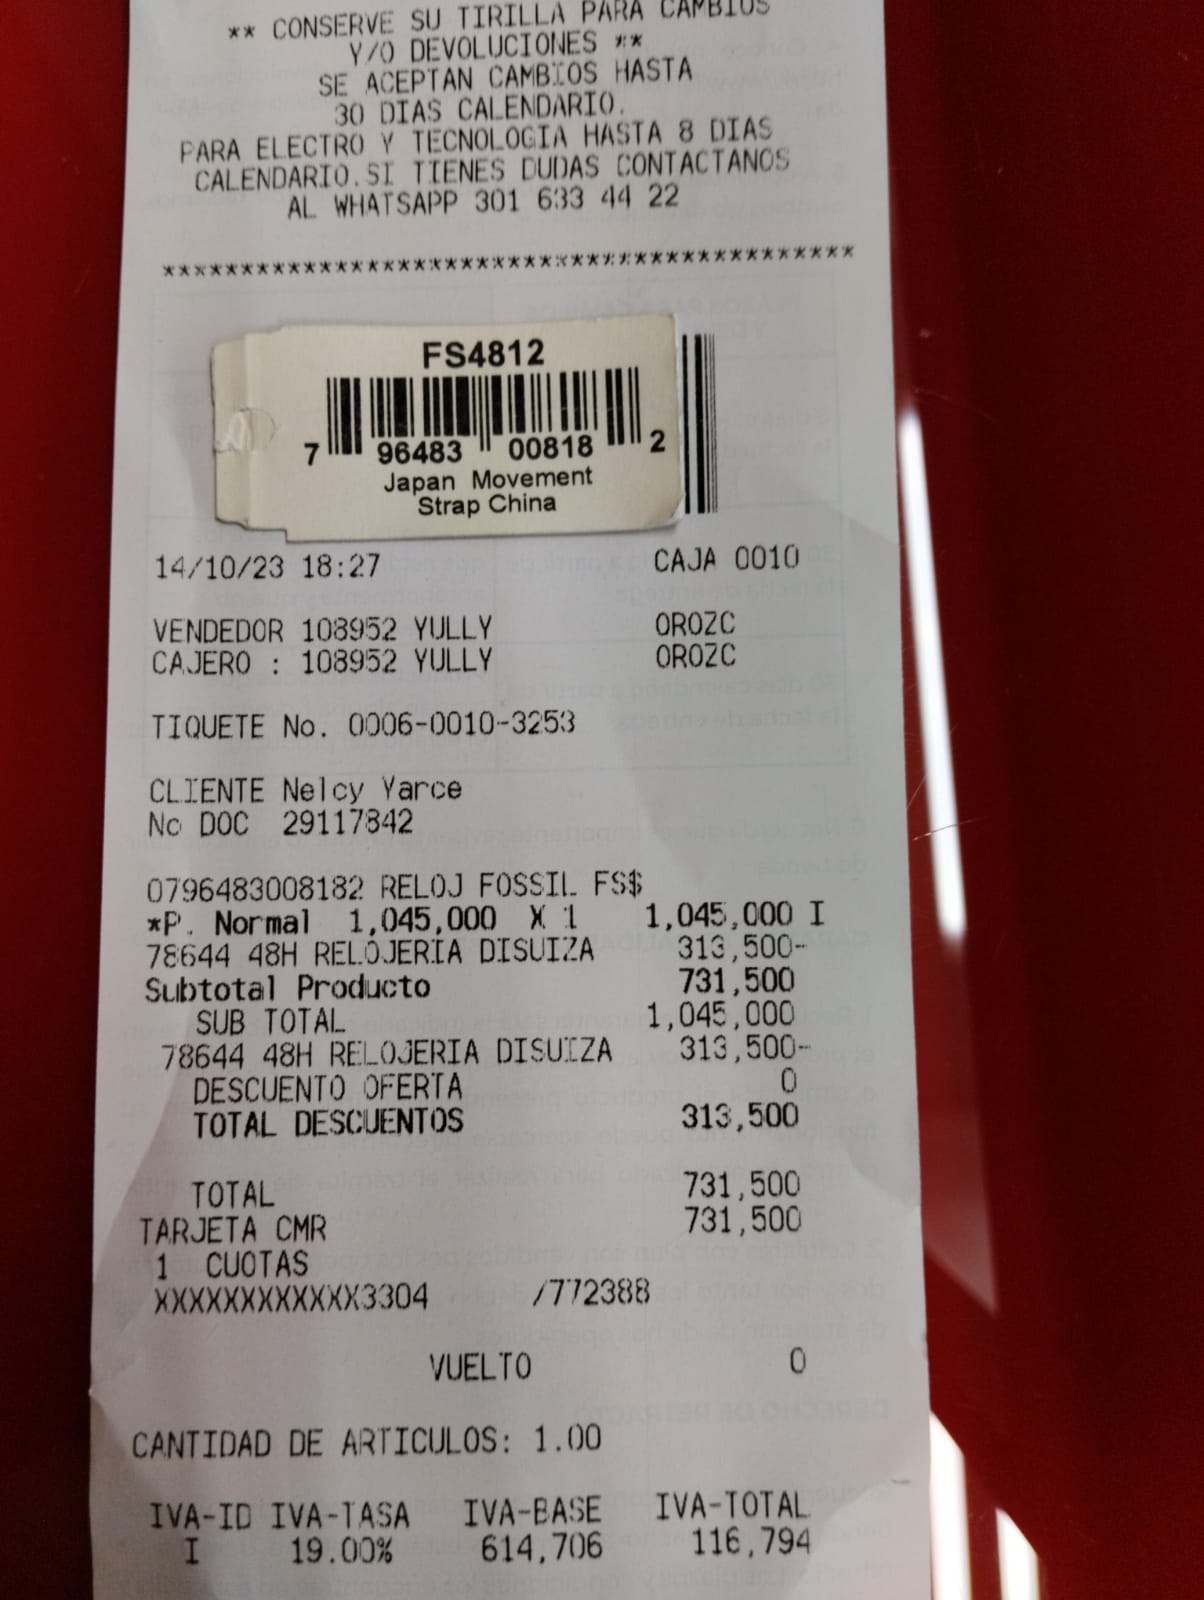 ** CONSERVE SU TIRILLA PARA CAMBIOS
Y/O DEVOLUCIONES **
SE ACEPTAN CAMBIOS HASTA
30 DIAS CALENDARIO.
PARA ELECTRO Y TECNOLOGIA HASTA 8 DIAS
CALENDARIO.SI TIENES DUDAS CONTACTANOS
AL WHATSAPP 301 633 44 22
********************************************
FS4812
7 96483 00818 2
Japan Movement
Strap China
14/10/23 18:27 CAJA 0010
VENDEDOR 108952 YULLY OROZC
CAJERO : 108952 YULLY OROZC
TIQUETE No. 0006-0010-3253
CLIENTE Nelcy Yarce
No DOC 29117842
0796483008182 RELOJ FOSSIL FS$
*P. Normal 1,045,000 X 1 1,045,000 I
78644 48H RELOJERIA DISUIZA 313,500-
Subtotal Producto 731,500
SUB TOTAL 1,045,000
78644 48H RELOJERIA DISUIZA 313,500-
DESCUENTO OFERTA 0
TOTAL DESCUENTOS 313,500
TOTAL 731,500
TARJETA CMR 731,500
1 CUOTAS
XXXXXXXXXXXX3304 /772388
VUELTO 0
CANTIDAD DE ARTICULOS: 1.00
IVA-ID IVA-TASA IVA-BASE IVA-TOTAL
I 19.00% 614,706 116,794